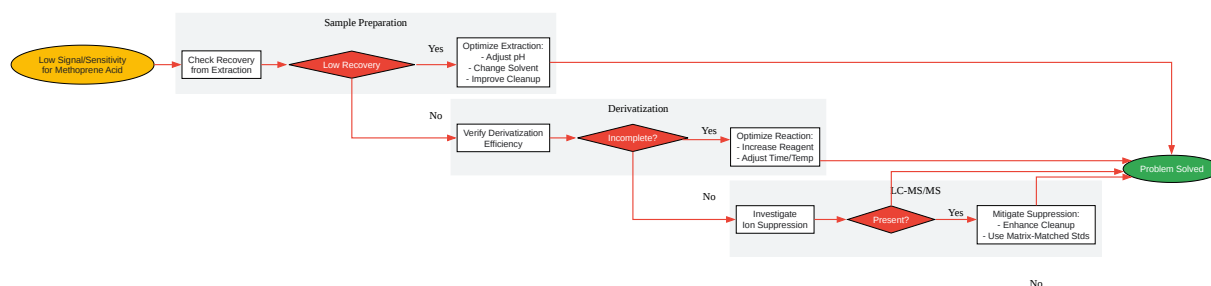 Sample Preparation
Low Signal/Sensitivity
for Methoprene Acid
Check Recovery
from Extraction
Low Recovery
Yes
Optimize Extraction:
- Adjust pH
- Change Solvent
- Improve Cleanup
No
Derivatization
Verify Derivatization
Efficiency
Incomplete?
Yes
Optimize Reaction:
- Increase Reagent
- Adjust Time/Temp
Problem Solved
No
LC-MS/MS
Investigate
Ion Suppression
Present?
Yes
Mitigate Suppression:
- Enhance Cleanup
- Use Matrix-Matched Stds
No